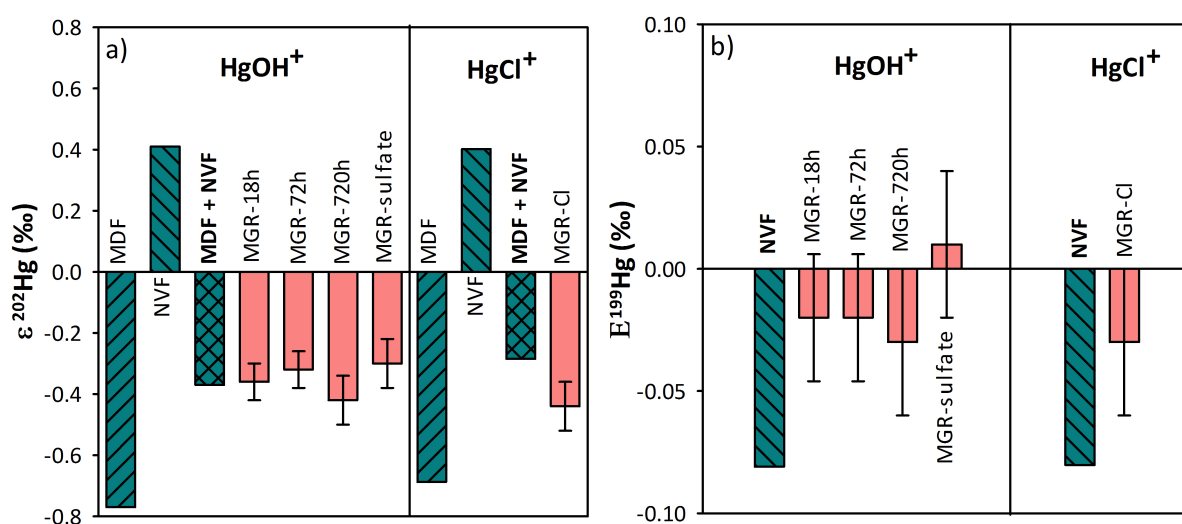 a)
HgOH+
HgCl+
ε 202Hg (‰)
0.8
0.6
0.4
0.2
0.0
-0.2
-0.4
-0.6
-0.8
MDF
NVF
MDF + NVF
MGR-18h
MGR-72h
MGR-720h
MGR-sulfate
MDF
NVF
MDF + NVF
MGR-Cl
b)
HgOH+
HgCl+
E199Hg (‰)
0.10
0.05
0.00
-0.05
-0.10
NVF
MGR-18h
MGR-72h
MGR-720h
MGR-sulfate
NVF
MGR-Cl